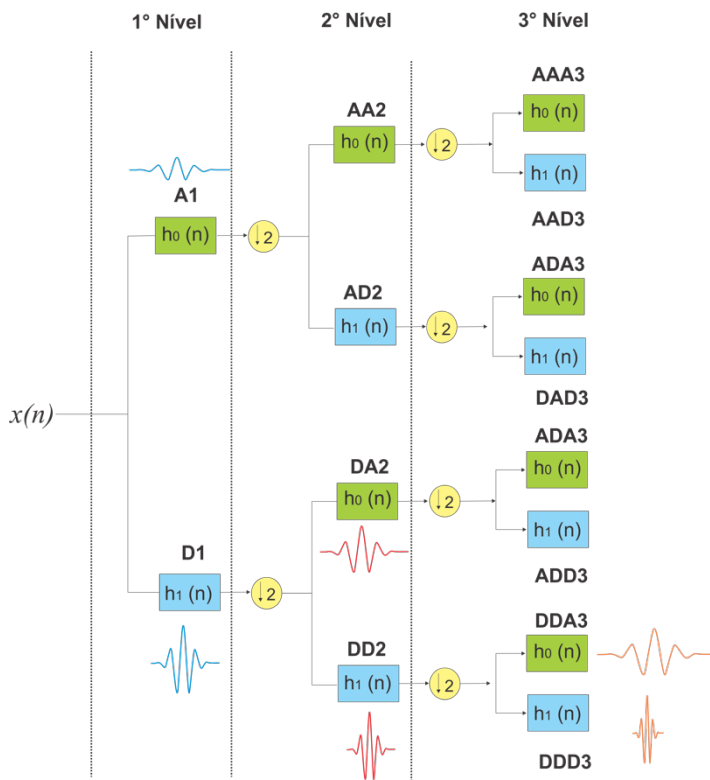 1° Nível
2° Nível
3° Nível
x(n)
A1
h₀ (n)
↓2
D1
h₁ (n)
↓2
AA2
h₀ (n)
↓2
AD2
h₁ (n)
↓2
DA2
h₀ (n)
↓2
DD2
h₁ (n)
↓2
AAA3
h₀ (n)
h₁ (n)
AAD3
ADA3
h₀ (n)
h₁ (n)
DAD3
ADA3
h₀ (n)
h₁ (n)
ADD3
DDA3
h₀ (n)
h₁ (n)
DDD3